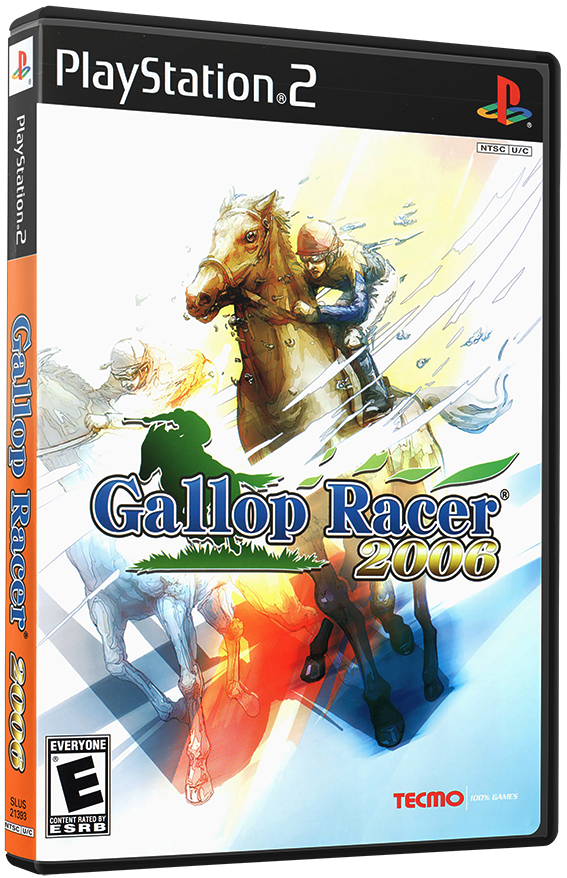 PlayStation®2
NTSC U/C
Gallop Racer®
2006
EVERYONE
E
CONTENT RATED BY
ESRB
TECMO 100% GAMES
PlayStation®2
Gallop Racer® 2006
SLUS
21393
NTSC U/C